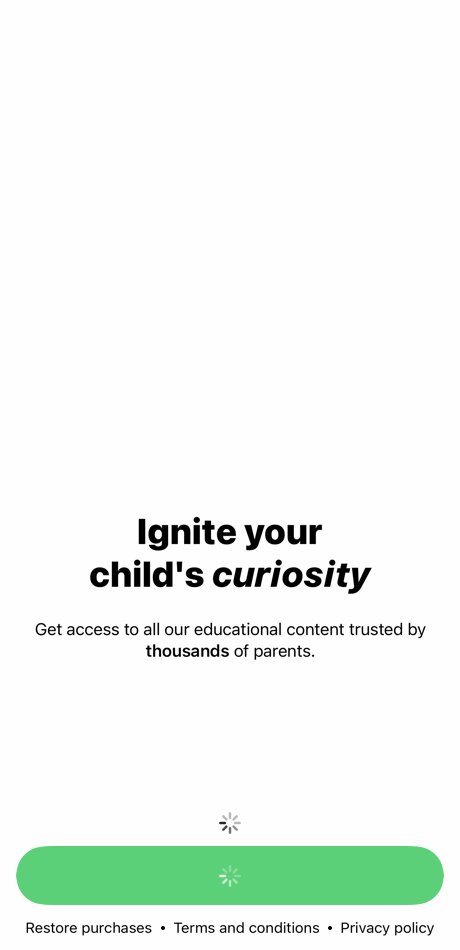 Ignite your
child's curiosity
Get access to all our educational content trusted by
thousands of parents.
Restore purchases • Terms and conditions • Privacy policy